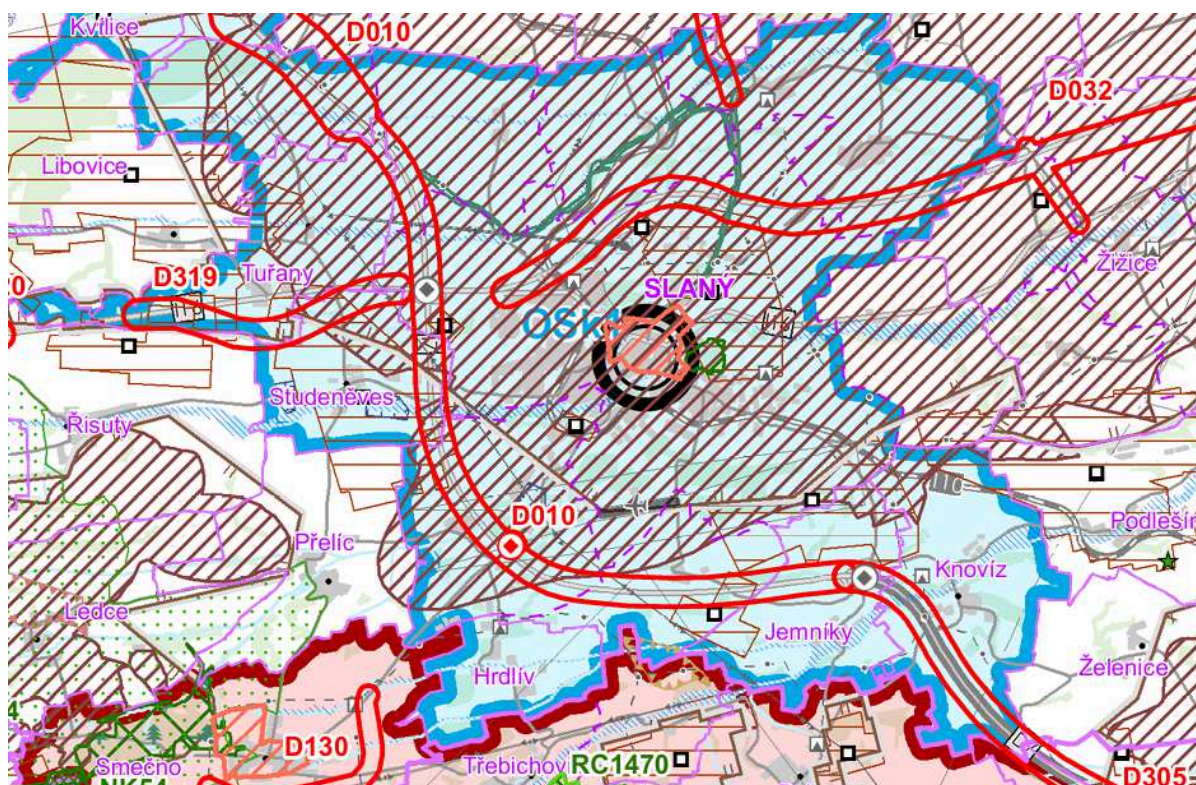 Kvílice
D010
D032
Libovice
Tuřany
D319
SLANÝ
Žižice
0
Studeněves
Řisuty
D010
Podlešín
Přelíc
Knovíz
Ledce
Jemníky
Hrdlív
Želenice
D130
Smečno
Třebichov
RC1470
D305